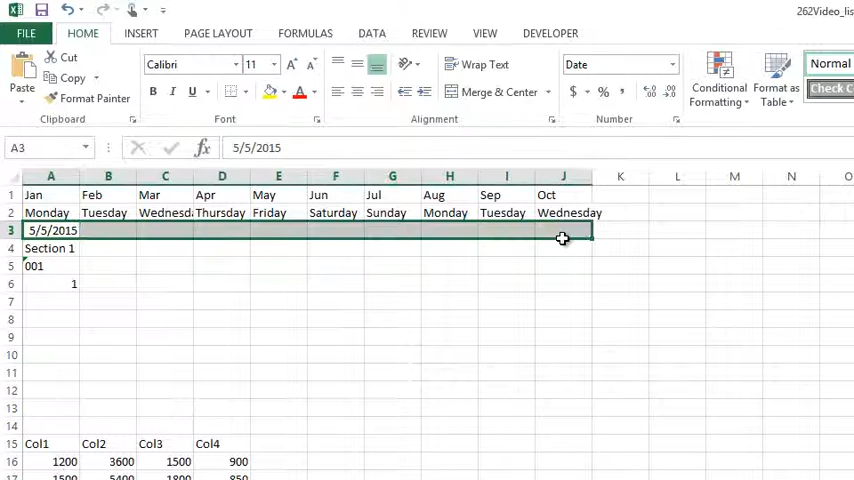 262Video_lis
FILE HOME INSERT PAGE LAYOUT FORMULAS DATA REVIEW VIEW DEVELOPER
Cut
Copy
Format Painter
Paste
Clipboard
Calibri 11 A A
B I U A
Font
Wrap Text
Merge & Center
Alignment
Date
$ % ,
Number
Conditional Formatting
Format as Table
Normal
Check C
A3 fx 5/5/2015
A B C D E F G H I J K L M N O
1 Jan Feb Mar Apr May Jun Jul Aug Sep Oct
2 Monday Tuesday Wednesda Thursday Friday Saturday Sunday Monday Tuesday Wednesday
3 5/5/2015
4 Section 1
5 001
6 1
7
8
9
10
11
12
13
15 Col1 Col2 Col3 Col4
16 1200 3600 1500 900
17 1500 5400 1800 850